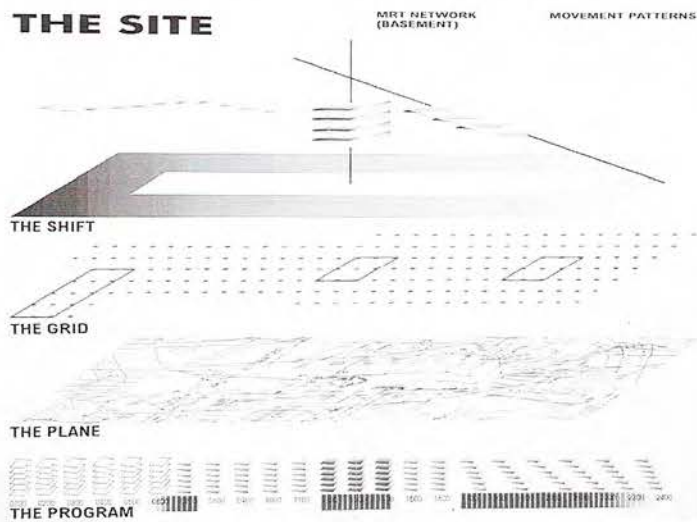 THE SITE
MRT NETWORK
(BASEMENT)
MOVEMENT PATTERNS
THE SHIFT
THE GRID
THE PLANE
THE PROGRAM